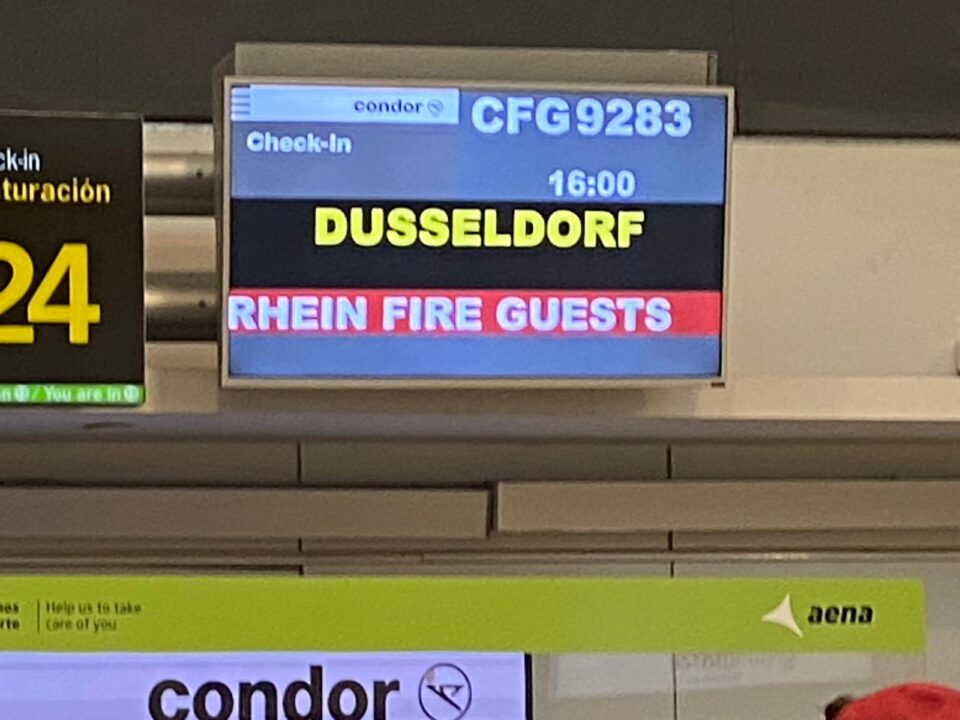 condor
CFG9283
Check-In
16:00
DUSSELDORF
RHEIN FIRE GUESTS
ck-in
turación
24
/ You are in
Help us to take
care of you
rte
aena
condor